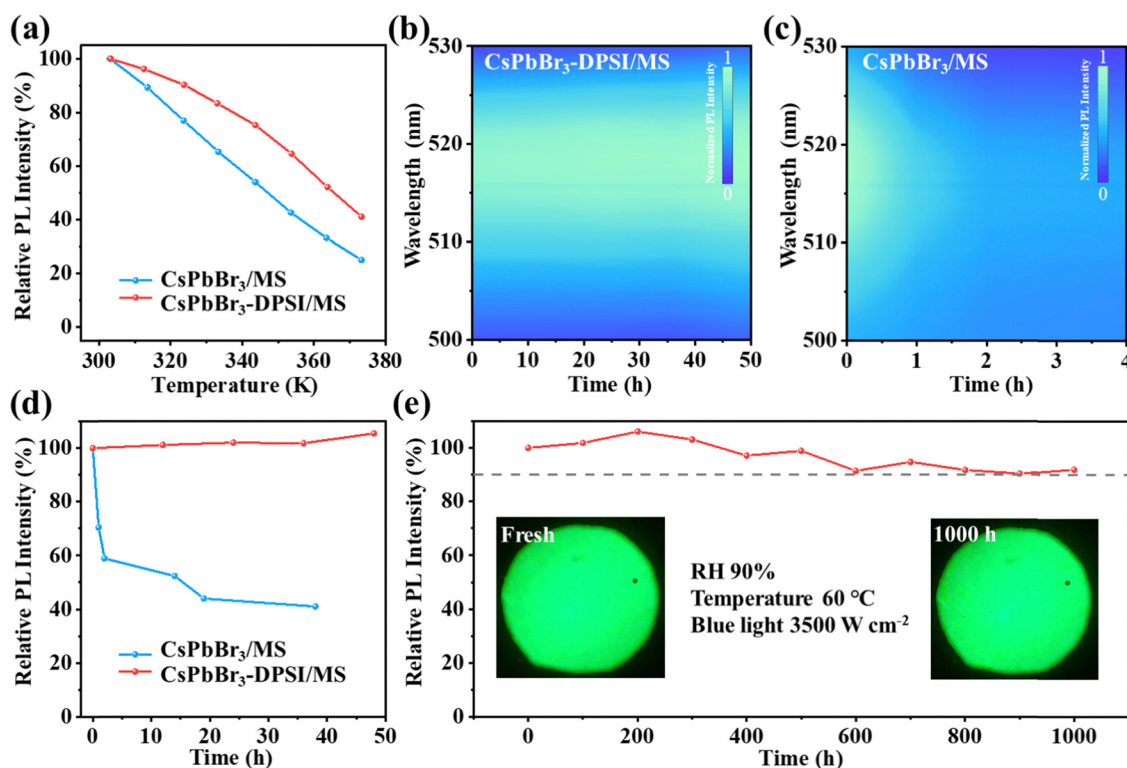 (a)
Relative PL Intensity (%)
100
80
60
40
20
0
CsPbBr₃/MS
CsPbBr₃-DPSI/MS
300
320
340
360
380
Temperature (K)
(b)
Wavelength (nm)
530
520
510
500
CsPbBr₃-DPSI/MS
1
Normalized PL Intensity
0
0
10
20
30
40
50
Time (h)
(c)
Wavelength (nm)
530
520
510
500
CsPbBr₃/MS
1
Normalized PL Intensity
0
0
1
2
3
4
Time (h)
(d)
Relative PL Intensity (%)
100
80
60
40
20
0
CsPbBr₃/MS
CsPbBr₃-DPSI/MS
0
10
20
30
40
50
Time (h)
(e)
Relative PL Intensity (%)
100
80
60
40
20
0
Fresh
RH 90%
Temperature 60 °C
Blue light 3500 W cm⁻²
1000 h
0
200
400
600
800
1000
Time (h)